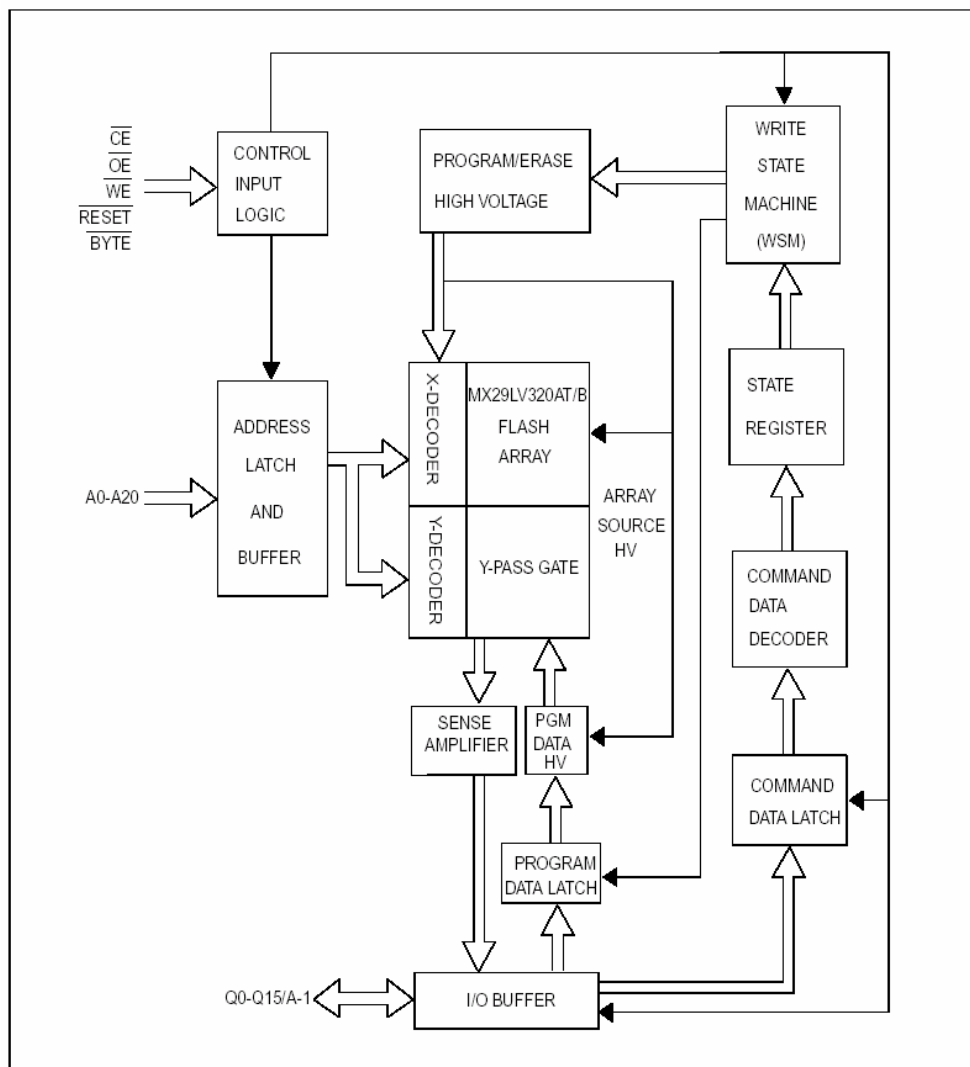 CE
OE
WE
RESET
BYTE
CONTROL
INPUT
LOGIC
PROGRAM/ERASE
HIGH VOLTAGE
WRITE
STATE
MACHINE
(WSM)
A0-A20
ADDRESS
LATCH
AND
BUFFER
X-DECODER
MX29LV320AT/B
FLASH
ARRAY
Y-DECODER
Y-PASS GATE
ARRAY
SOURCE
HV
STATE
REGISTER
COMMAND
DATA
DECODER
SENSE
AMPLIFIER
PGM
DATA
HV
COMMAND
DATA LATCH
PROGRAM
DATA LATCH
Q0-Q15/A-1
I/O BUFFER